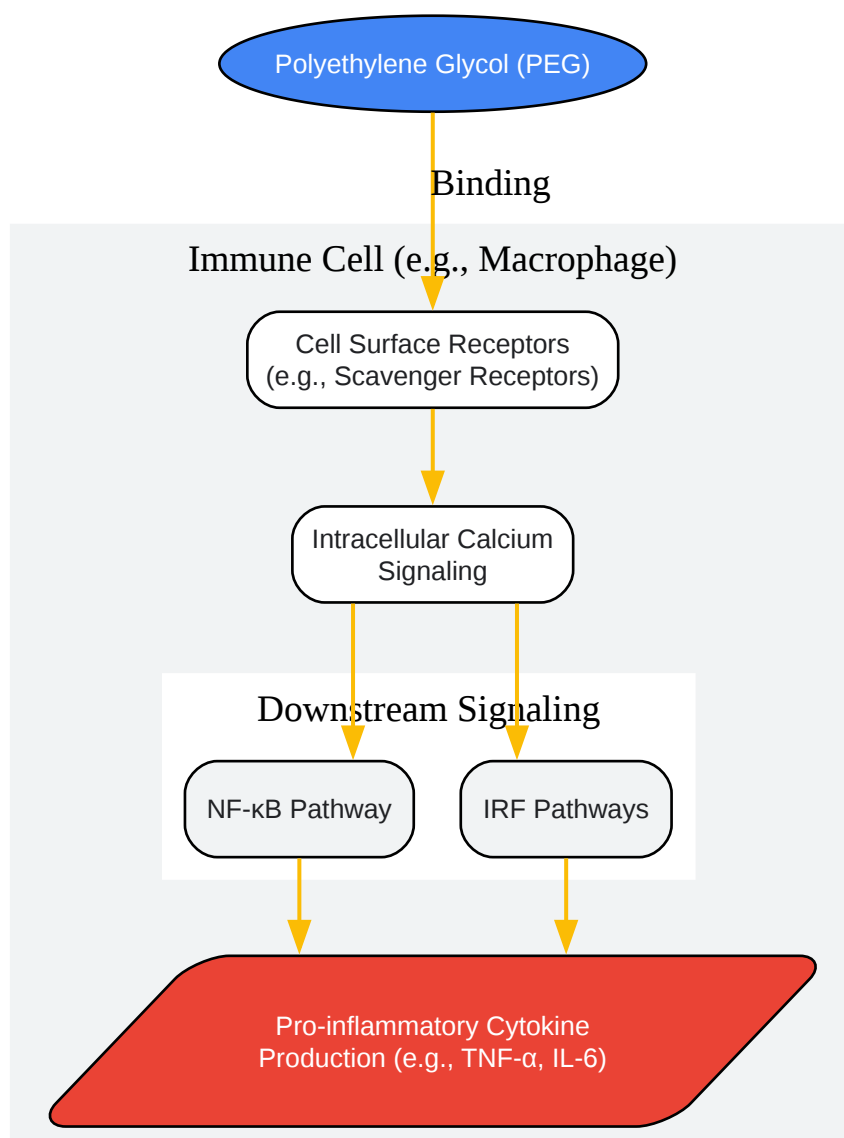 Polyethylene Glycol (PEG)
Binding
Immune Cell (e.g., Macrophage)
Cell Surface Receptors
(e.g., Scavenger Receptors)
Intracellular Calcium
Signaling
Downstream Signaling
NF-κB Pathway
IRF Pathways
Pro-inflammatory Cytokine
Production (e.g., TNF-α, IL-6)